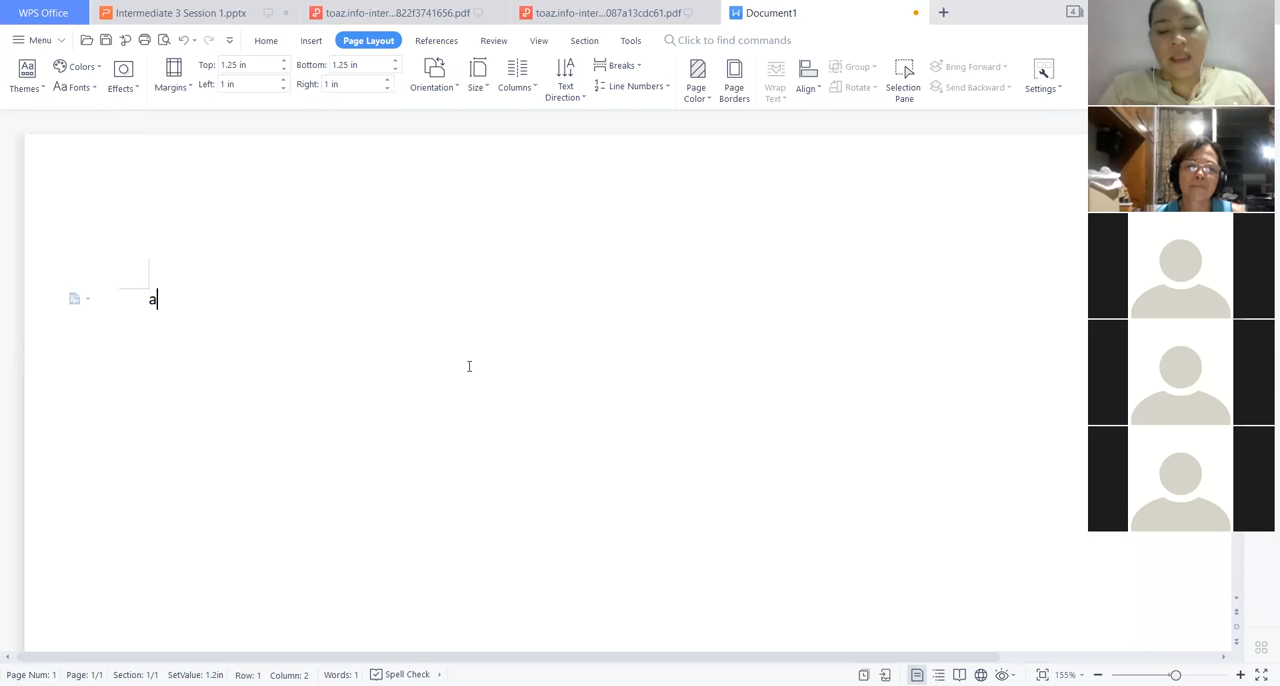 WPS Office Intermediate 3 Session 1.pptx toaz.info-inter...822f3741656.pdf toaz.info-inter...087a13cdc61.pdf Document1 4
Menu Home Insert Page Layout References Review View Section Tools Click to find commands
Colors Top: 1.25 in Bottom: 1.25 in Breaks Group Bring Forward
Themes Fonts Effects Margins Left: 1 in Right: 1 in Orientation Size Columns Text Direction Line Numbers Page Color Page Borders Wrap Text Align Rotate Selection Pane Send Backward Settings
a
Page Num: 1 Page: 1/1 Section: 1/1 SetValue: 1.2in Row: 1 Column: 2 Words: 1 Spell Check 155%